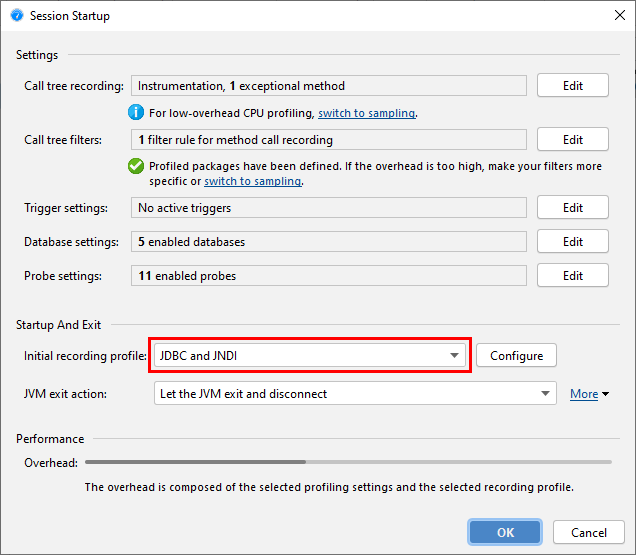 Session Startup
Settings
Call tree recording: Instrumentation, 1 exceptional method Edit
For low-overhead CPU profiling, switch to sampling.
Call tree filters: 1 filter rule for method call recording Edit
Profiled packages have been defined. If the overhead is too high, make your filters more
specific or switch to sampling.
Trigger settings: No active triggers Edit
Database settings: 5 enabled databases Edit
Probe settings: 11 enabled probes Edit
Startup And Exit
Initial recording profile: JDBC and JNDI Configure
JVM exit action: Let the JVM exit and disconnect More
Performance
Overhead:
The overhead is composed of the selected profiling settings and the selected recording profile.
OK Cancel